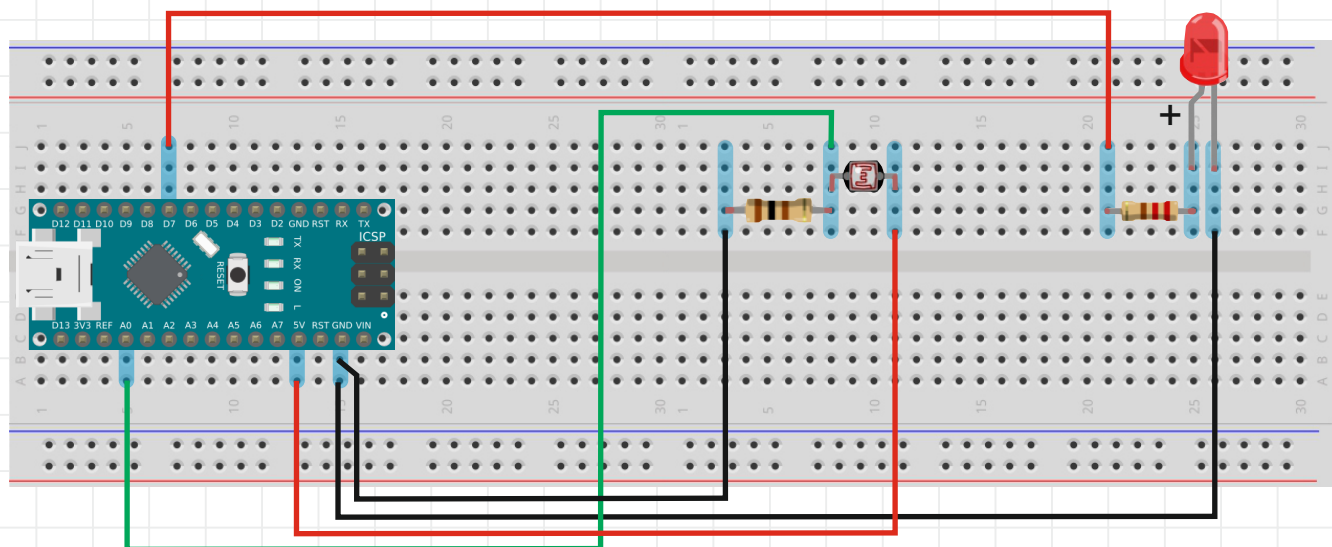 +
1 5 10 15 20 25 30 1 5 10 15 20 25 30
J J
I I
H H
G G
F F
D12 D11 D10 D9 D8 D7 D6 D5 D4 D3 D2 GND RST RX TX
ICSP
RESET
TX
RX
ON
L
D13 3V3 REF A0 A1 A2 A3 A4 A5 A6 A7 5V RST GND VIN
E
D D
C C
B B
A A
1 5 10 15 20 25 30 1 5 10 15 20 25 30